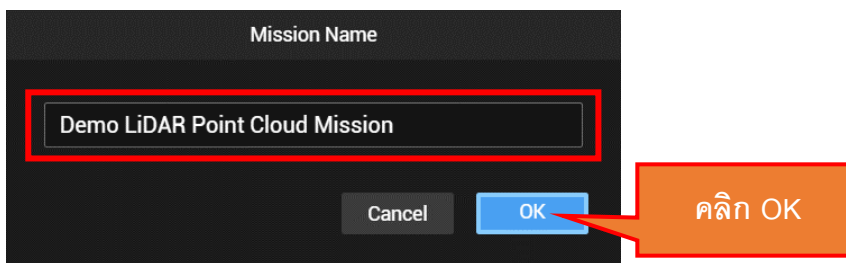 Mission Name
Demo LiDAR Point Cloud Mission
Cancel
OK
คลิก OK